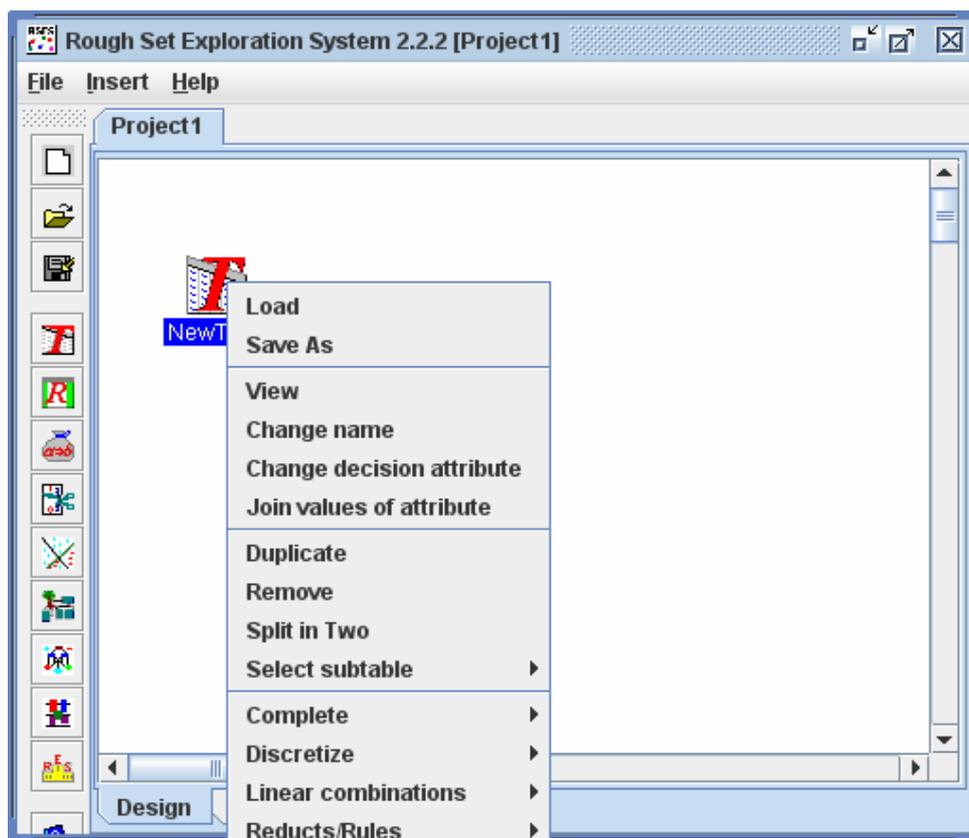 Rough Set Exploration System 2.2.2 [Project1]
File Insert Help
Project1
NewT
Load
Save As
View
Change name
Change decision attribute
Join values of attribute
Duplicate
Remove
Split in Two
Select subtable
Complete
Discretize
Linear combinations
Reducts/Rules
Design